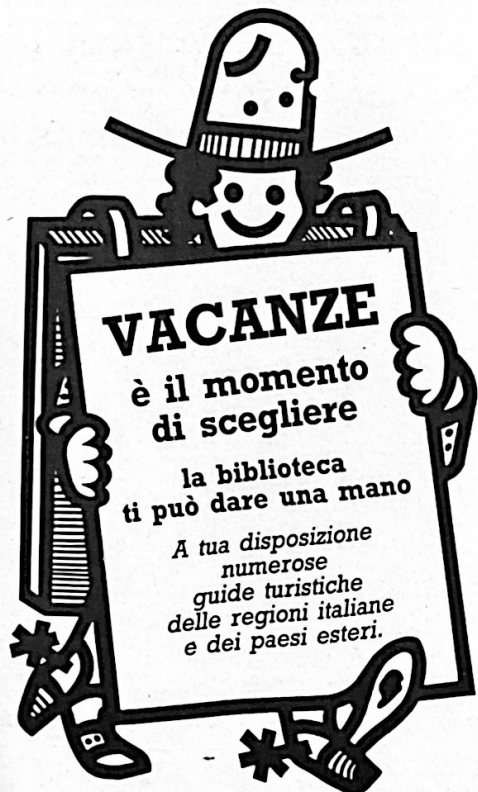 VACANZE
è il momento
di scegliere
la biblioteca
ti può dare una mano
A tua disposizione
numerose
guide turistiche
delle regioni italiane
e dei paesi esteri.